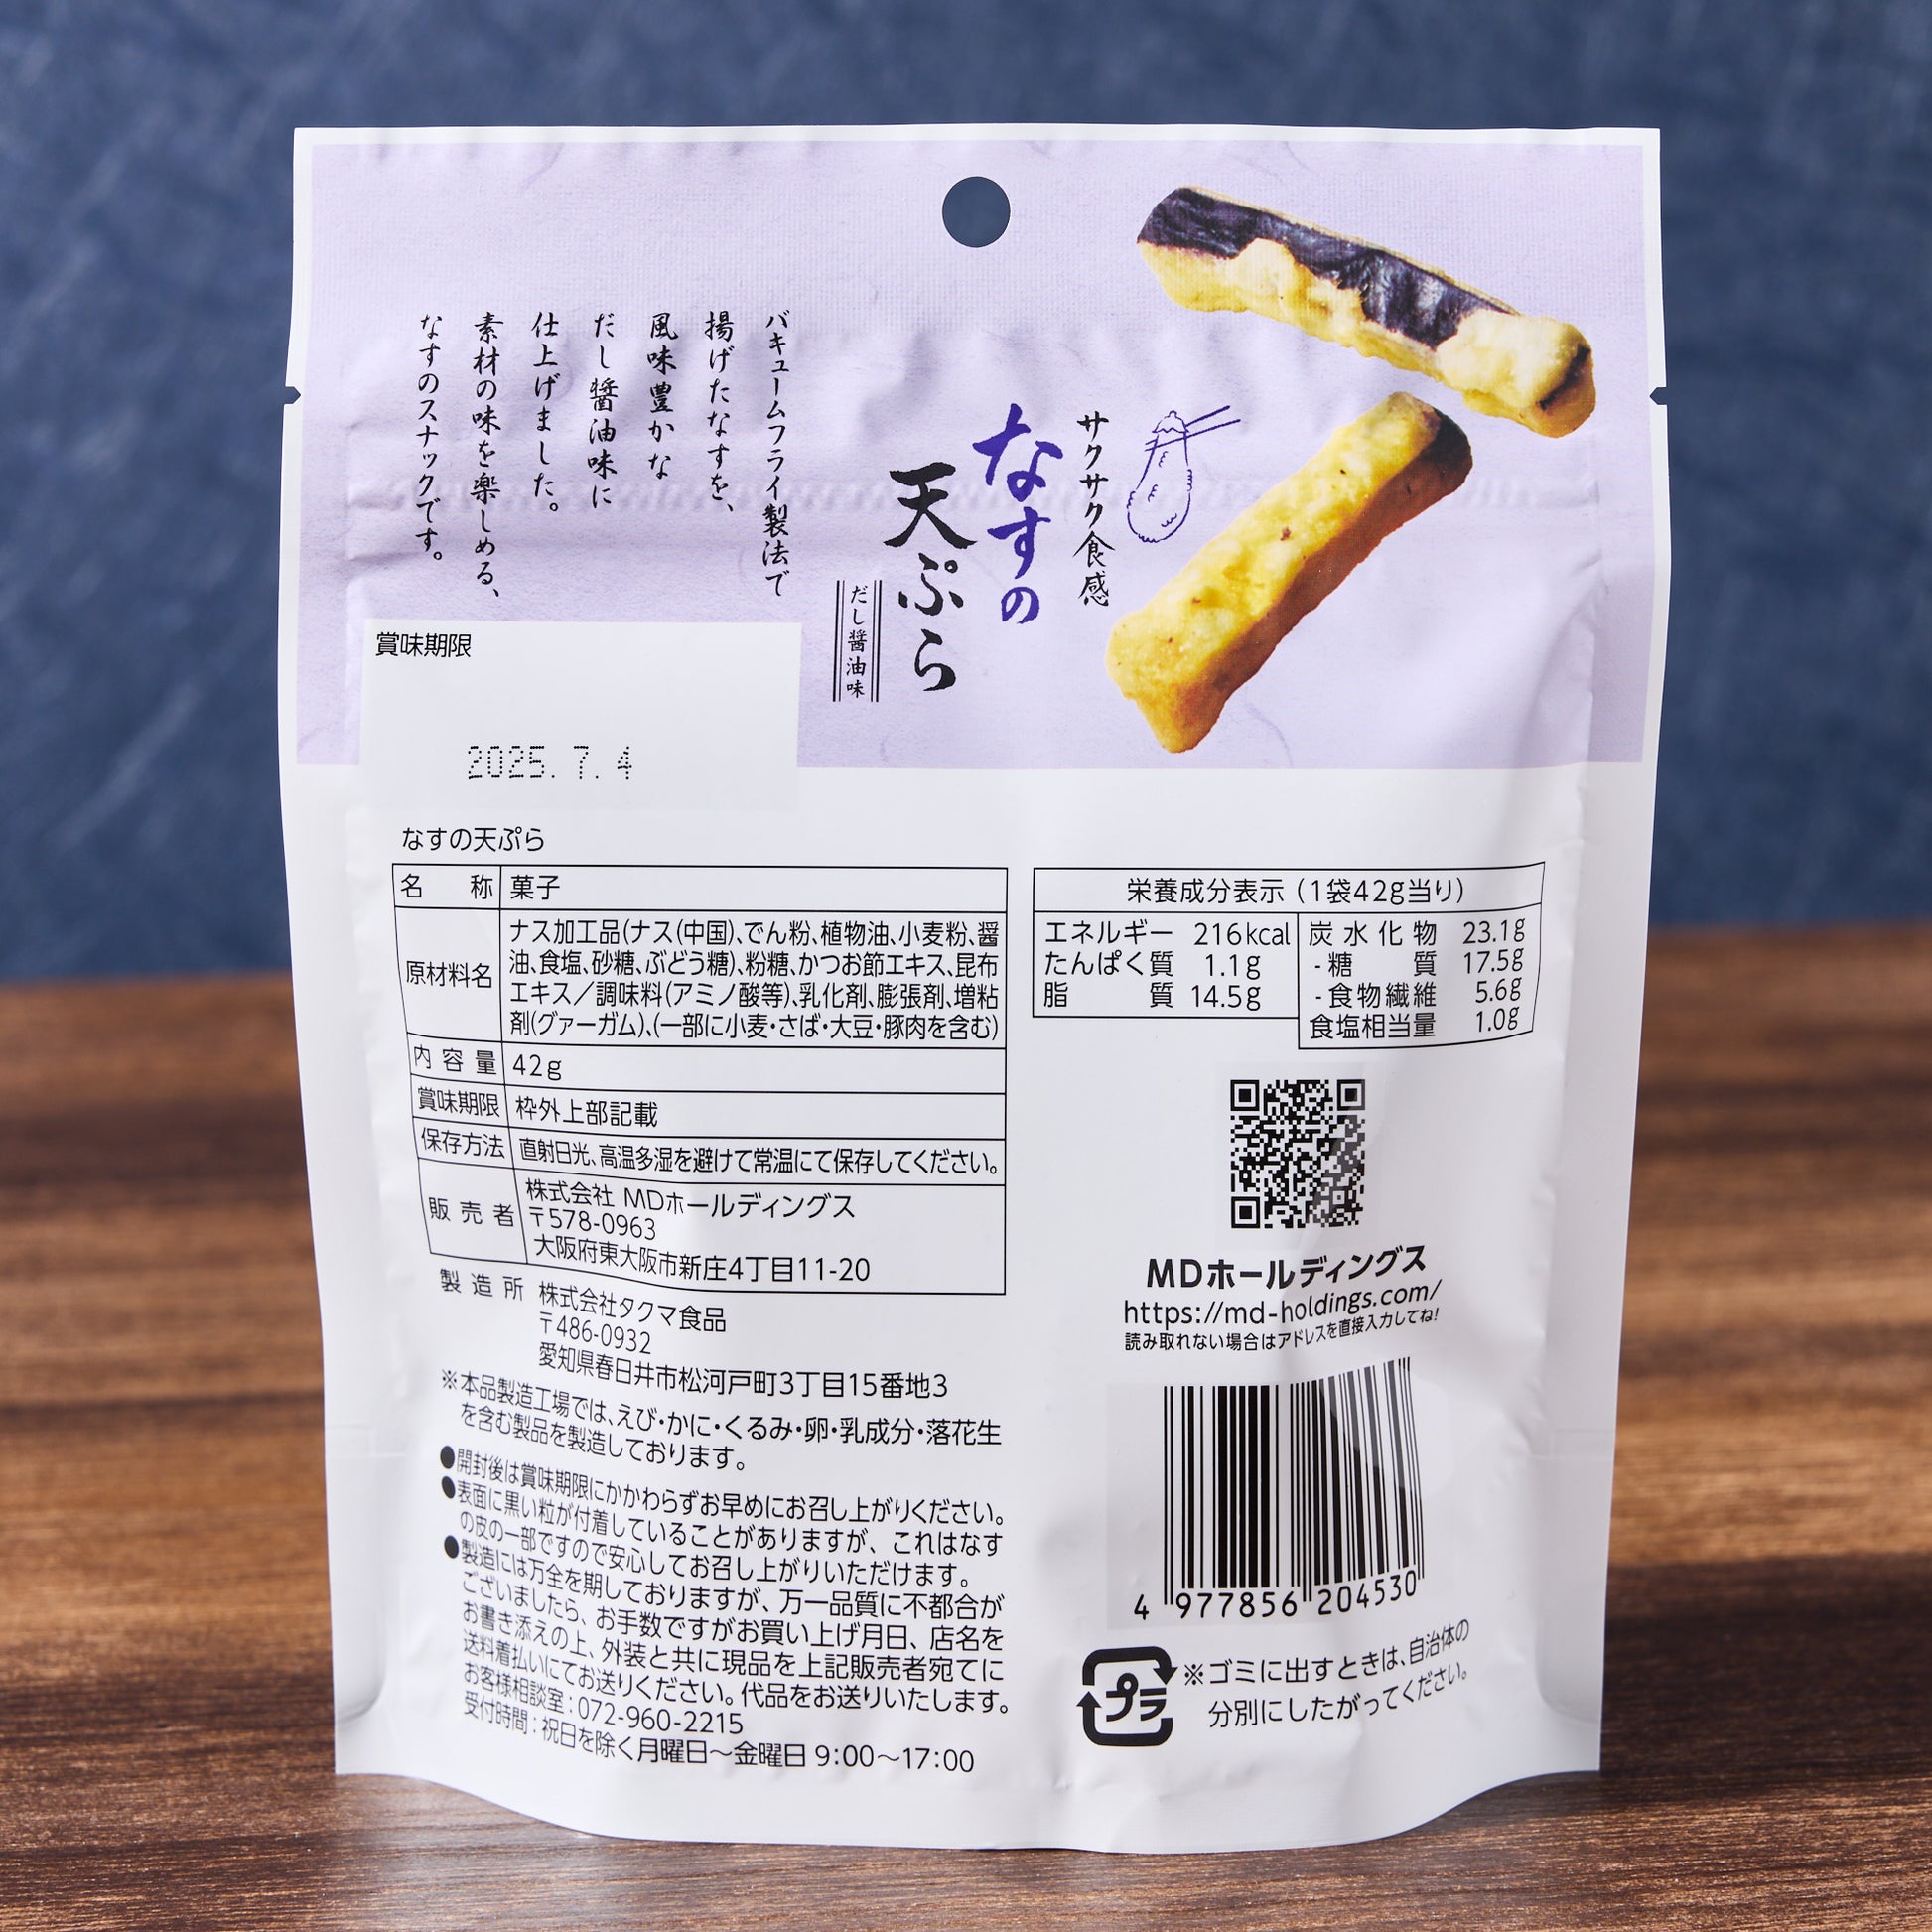 サクサク食感
なすの
天ぷら
だし醤油味
バキュームフライ製法で
揚げたなすを、
風味豊かな
だし醤油味に
仕上げました。
素材の味を楽しめる、
なすのスナックです。
賞味期限
2025.7.4
なすの天ぷら
名称 菓子
原材料名 ナス加工品(ナス(中国)、でん粉、植物油、小麦粉、醤
油、食塩、砂糖、ぶどう糖)、粉糖、かつお節エキス、昆布
エキス／調味料(アミノ酸等)、乳化剤、膨張剤、増粘
剤(グァーガム)、(一部に小麦・さば・大豆・豚肉を含む)
内容量 42g
賞味期限 枠外上部記載
保存方法 直射日光、高温多湿を避けて常温にて保存してください。
販売者 株式会社 MDホールディングス
〒578-0963
大阪府東大阪市新庄4丁目11-20
製造所 株式会社タクマ食品
〒486-0932
愛知県春日井市松河戸町3丁目15番地3
※本品製造工場では、えび・かに・くるみ・卵・乳成分・落花生
を含む製品を製造しております。
●開封後は賞味期限にかかわらずお早めにお召し上がりください。
●表面に黒い粒が付着していることがありますが、これはなす
の皮の一部ですので安心してお召し上がりいただけます。
●製造には万全を期しておりますが、万一品質に不都合が
ございましたら、お手数ですがお買い上げ月日、店名を
お書き添えの上、外装と共に現品を上記販売者宛てに
送料着払いにてお送りください。代品をお送りいたします。
お客様相談室：072-960-2215
受付時間：祝日を除く月曜日～金曜日 9:00～17:00
栄養成分表示（1袋42g当り）
エネルギー 216kcal
たんぱく質 1.1g
脂質 14.5g
炭水化物 23.1g
-糖質 17.5g
-食物繊維 5.6g
食塩相当量 1.0g
MDホールディングス
https://md-holdings.com/
読み取れない場合はアドレスを直接入力してね!
4 977856 204530
プラ
※ゴミに出すときは、自治体の
分別にしたがってください。